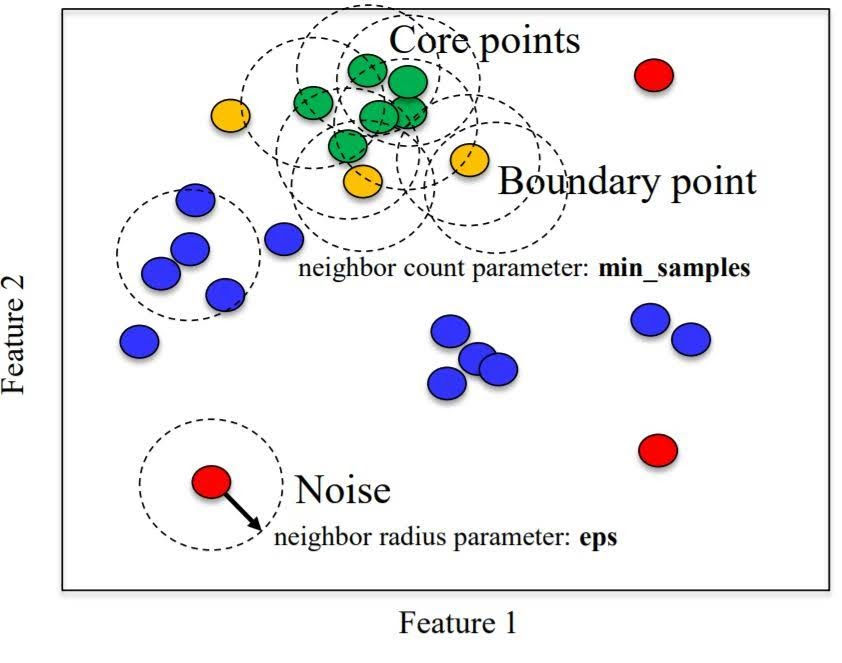 Core points
Boundary point
neighbor count parameter: min_samples
Feature 2
Noise
neighbor radius parameter: eps
Feature 1